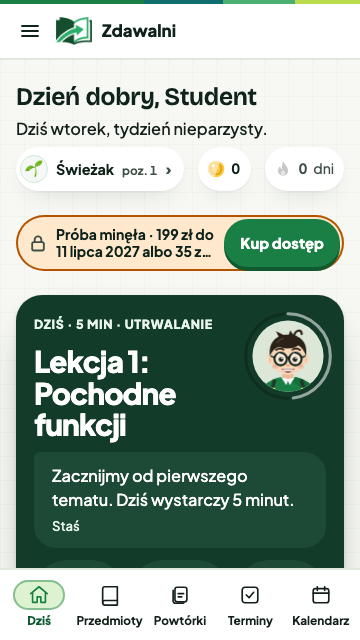 Zdawalni
Dzień dobry, Student
Dziś wtorek, tydzień nieparzysty.
Świeżak poz. 1 ›
0
0 dni
Próba minęła · 199 zł do
11 lipca 2027 albo 35 z…
Kup dostęp
DZIŚ · 5 MIN · UTRWALANIE
Lekcja 1:
Pochodne
funkcji
Zacznijmy od pierwszego
tematu. Dziś wystarczy 5 minut.
Staś
Dziś
Przedmioty
Powtórki
Terminy
Kalendarz